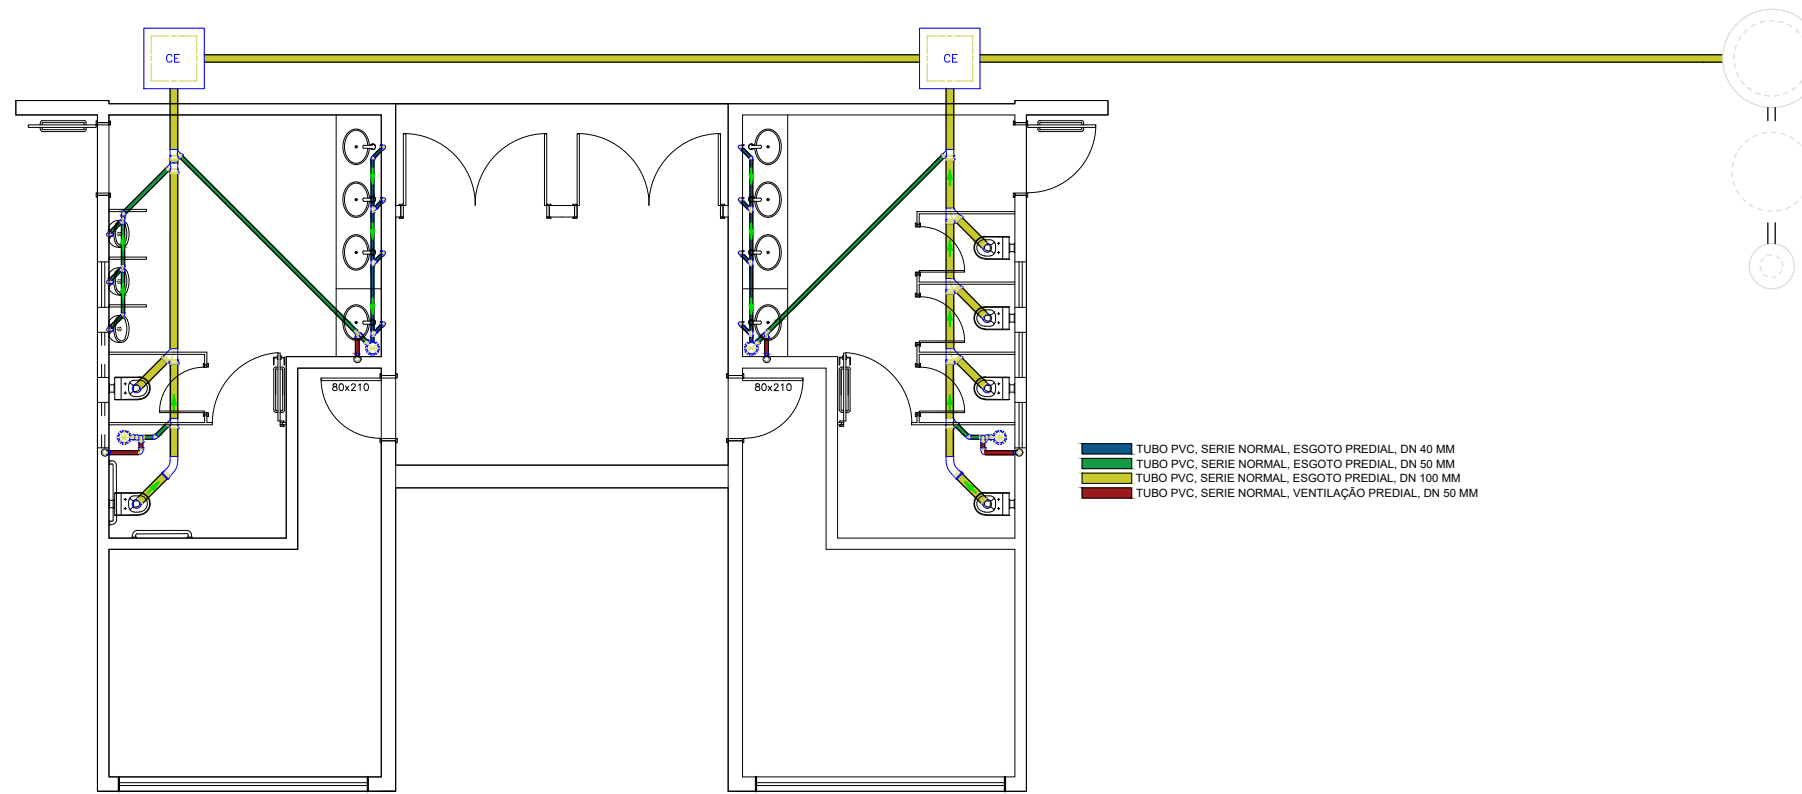 CE
CE
80x210
80x210
TUBO PVC, SERIE NORMAL, ESGOTO PREDIAL, DN 40 MM
TUBO PVC, SERIE NORMAL, ESGOTO PREDIAL, DN 50 MM
TUBO PVC, SERIE NORMAL, ESGOTO PREDIAL, DN 100 MM
TUBO PVC, SERIE NORMAL, VENTILAÇÃO PREDIAL, DN 50 MM